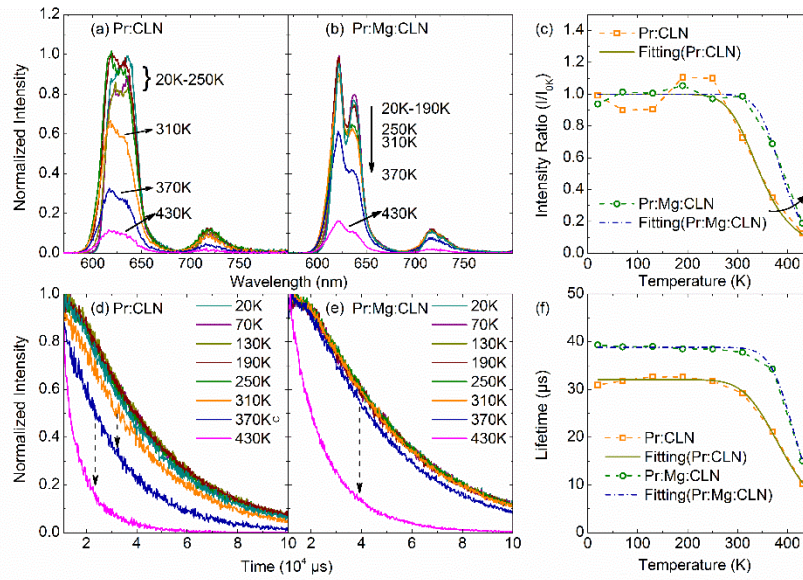 (a) Pr:CLN
20K-250K
310K
370K
430K
Normalized Intensity
0.0
0.2
0.4
0.6
0.8
1.0
600
650
700
750
Wavelength (nm)
(b) Pr:Mg:CLN
20K-190K
250K
310K
370K
430K
600
650
700
750
(c)
Pr:CLN
Fitting(Pr:CLN)
Pr:Mg:CLN
Fitting(Pr:Mg:CLN)
Intensity Ratio (I/I0K)
0.0
0.2
0.4
0.6
0.8
1.0
1.2
1.4
0
100
200
300
400
Temperature (K)
(d) Pr:CLN
20K
70K
130K
190K
250K
310K
370K
c
430K
Normalized Intensity
0.0
0.2
0.4
0.6
0.8
1.0
2
4
6
8
10
Time (10⁴ µs)
(e) Pr:Mg:CLN
20K
70K
130K
190K
250K
310K
370K
430K
2
4
6
8
10
(f)
Pr:CLN
Fitting(Pr:CLN)
Pr:Mg:CLN
Fitting(Pr:Mg:CLN)
Lifetime (µs)
0
10
20
30
40
50
0
100
200
300
400
Temperature (K)